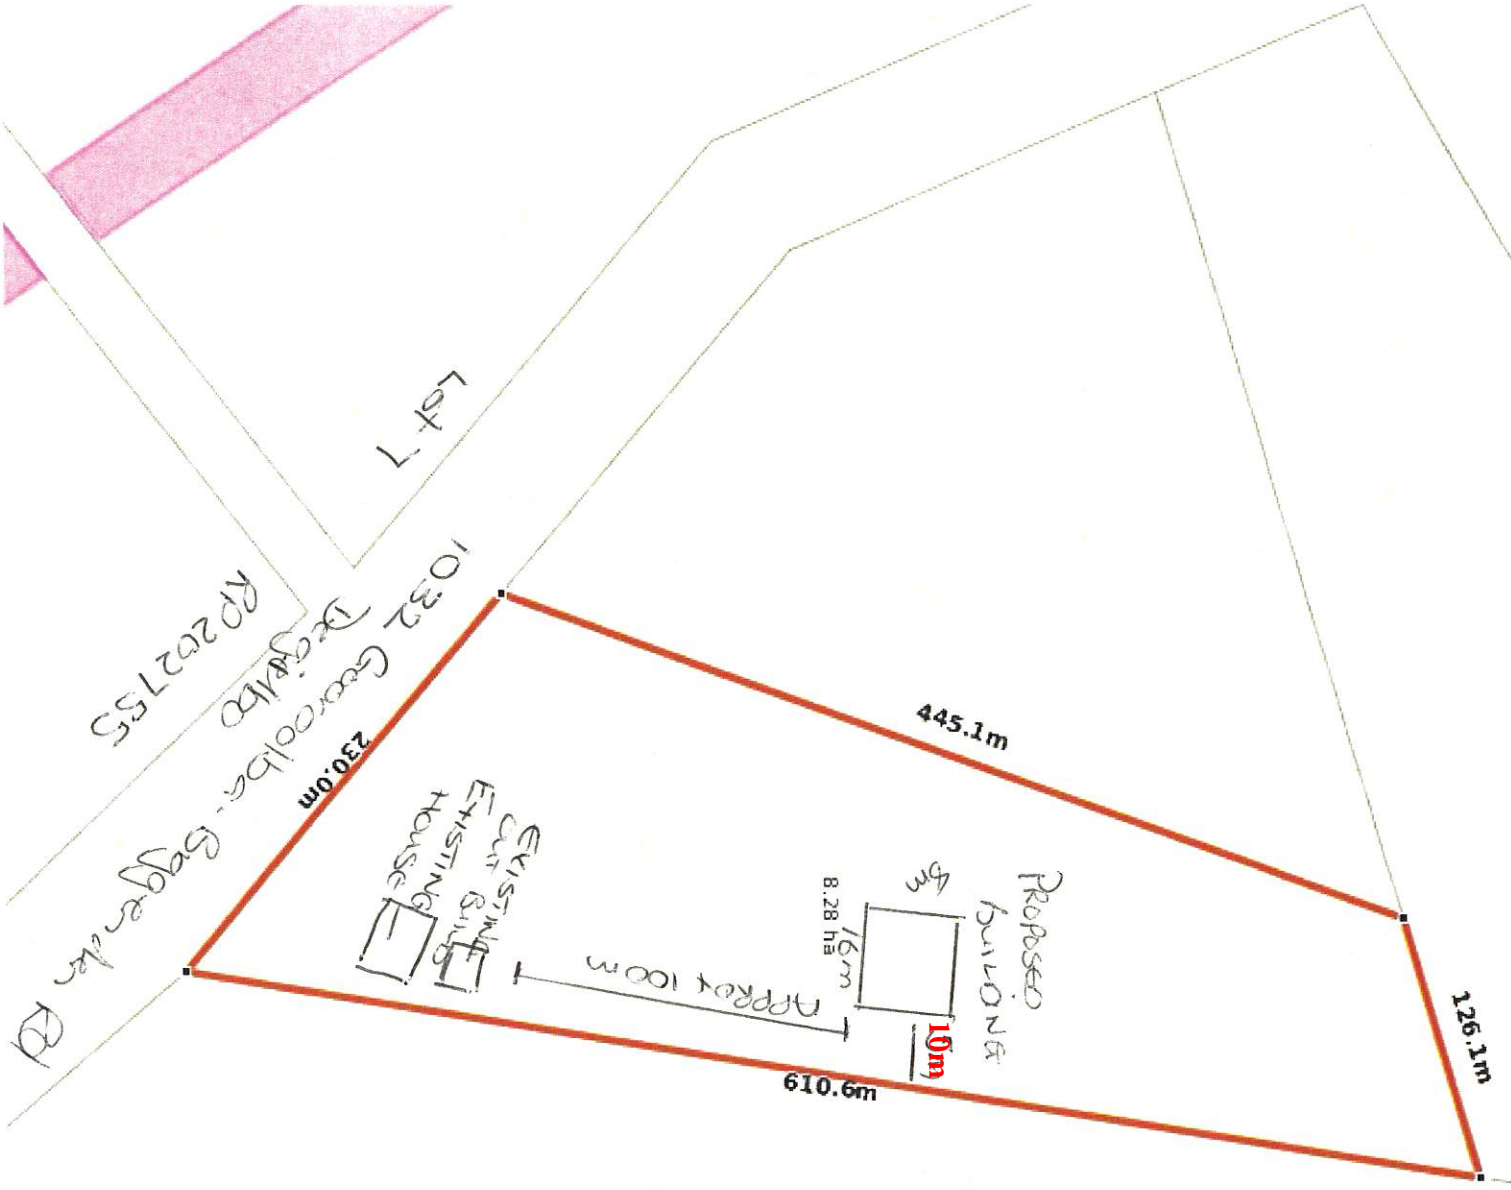 Lot 7
RP202755
1032 Gooroolba - Biggenden Rd
Degilbo
230.0m
445.1m
126.1m
610.6m
EXISTING
HOUSE
EXISTING
OUT BUILD
APPROX 100m
PROPOSED
BUILDING
8m
16m
8.28 ha
10m